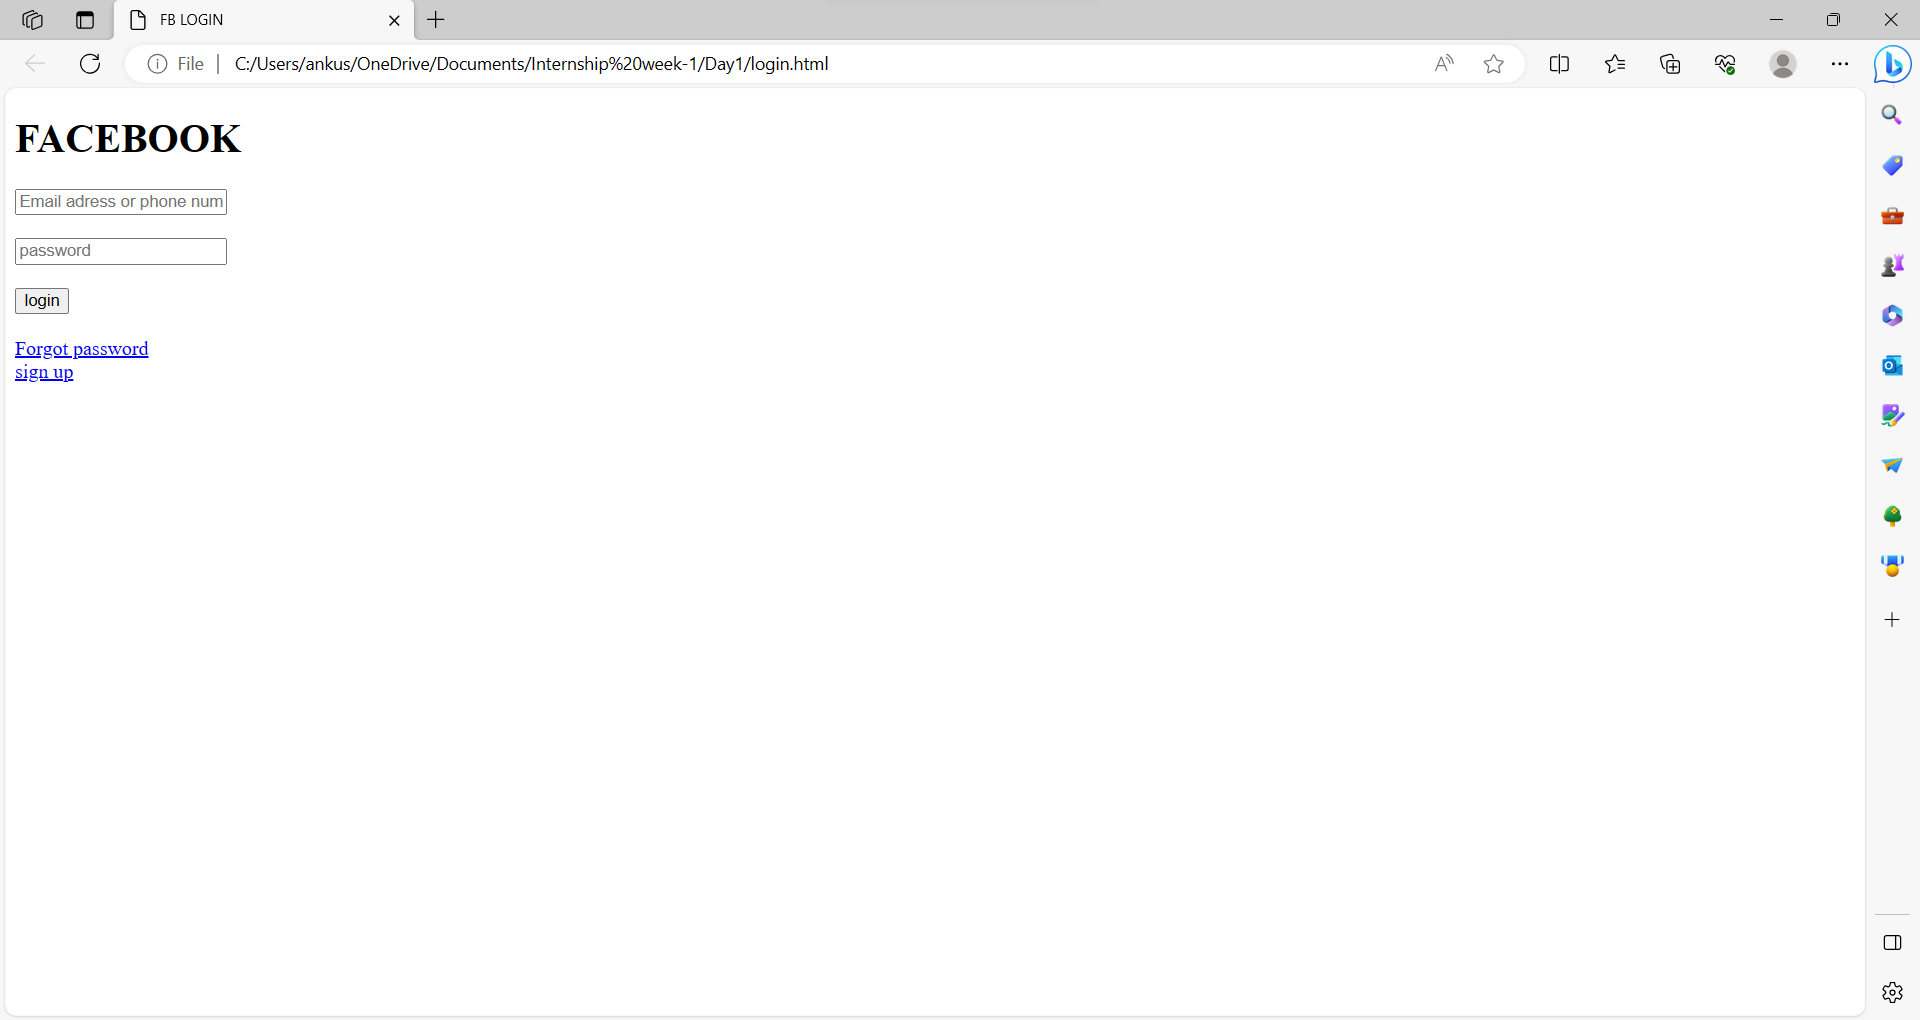 FB LOGIN
File
C:/Users/ankus/OneDrive/Documents/Internship%20week-1/Day1/login.html
FACEBOOK
Email adress or phone num
password
login
Forgot password
sign up